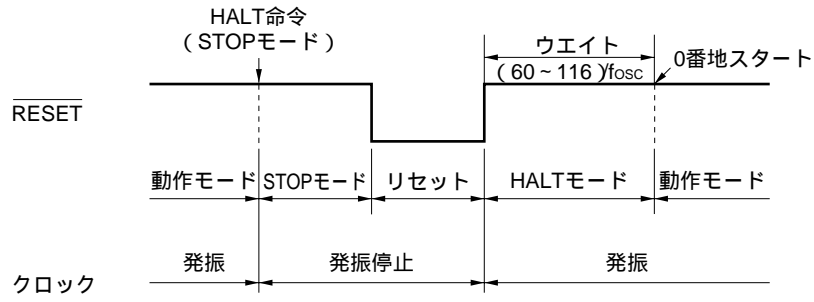 HALT命令
（STOPモード）
ウエイト
（60～116）/fosc
0番地スタート
RESET
動作モード STOPモード リセット HALTモード 動作モード
クロック 発振 発振停止 発振